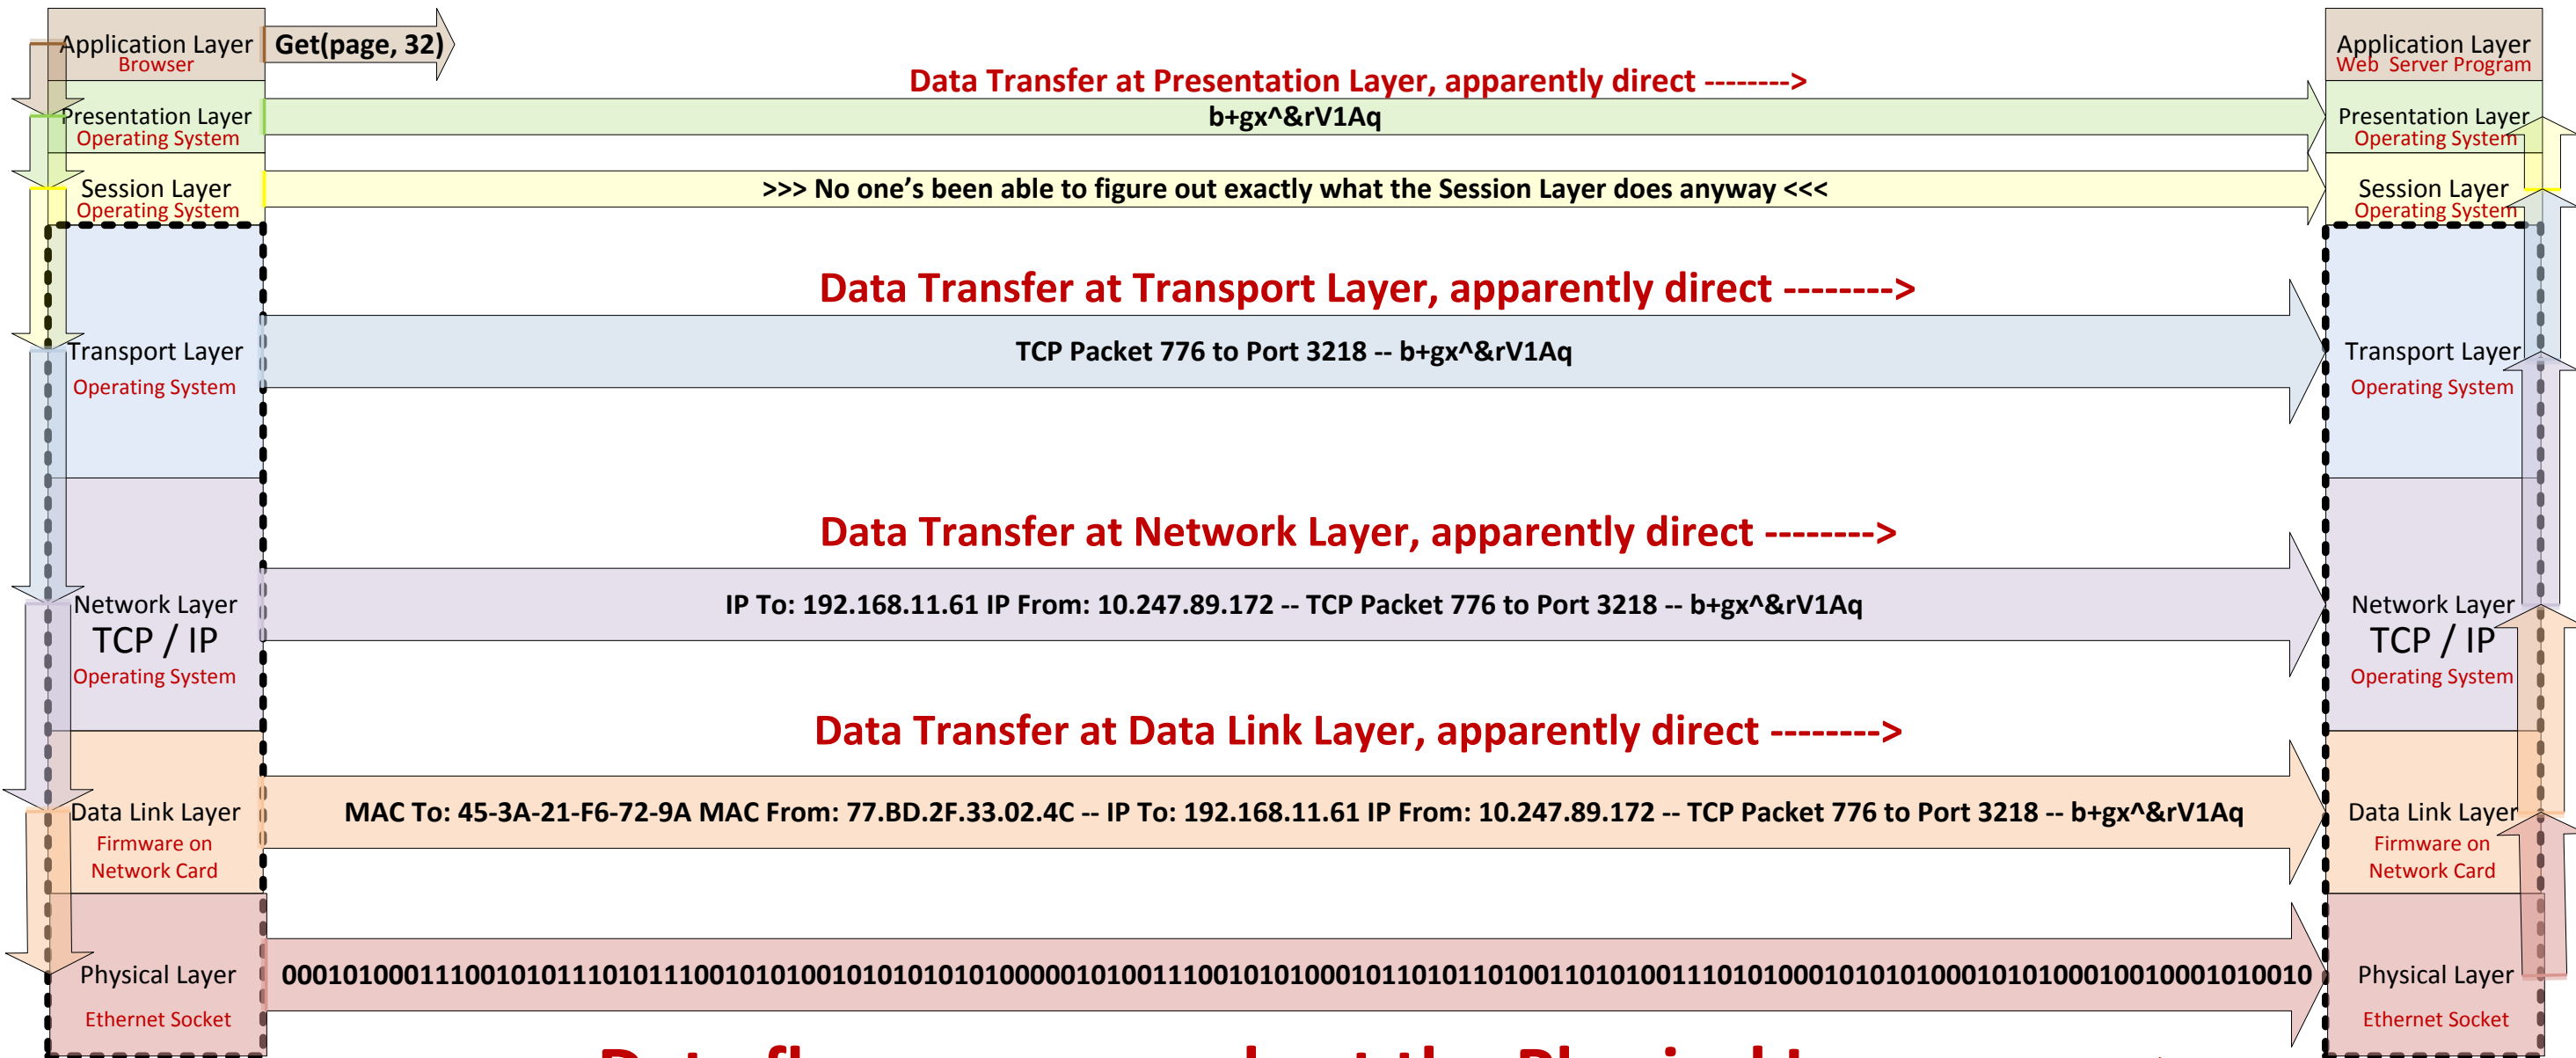 Application Layer
Browser
Get(page, 32)
Application Layer
Web Server Program
Data Transfer at Presentation Layer, apparently direct -------->
Presentation Layer
Operating System
b+gx^&rV1Aq
Presentation Layer
Operating System
Session Layer
Operating System
>>> No one’s been able to figure out exactly what the Session Layer does anyway <<<
Session Layer
Operating System
Data Transfer at Transport Layer, apparently direct -------->
Transport Layer
Operating System
TCP Packet 776 to Port 3218 -- b+gx^&rV1Aq
Transport Layer
Operating System
Data Transfer at Network Layer, apparently direct -------->
Network Layer
TCP / IP
Operating System
IP To: 192.168.11.61 IP From: 10.247.89.172 -- TCP Packet 776 to Port 3218 -- b+gx^&rV1Aq
Network Layer
TCP / IP
Operating System
Data Transfer at Data Link Layer, apparently direct -------->
Data Link Layer
Firmware on
Network Card
MAC To: 45-3A-21-F6-72-9A MAC From: 77.BD.2F.33.02.4C -- IP To: 192.168.11.61 IP From: 10.247.89.172 -- TCP Packet 776 to Port 3218 -- b+gx^&rV1Aq
Data Link Layer
Firmware on
Network Card
Physical Layer
Ethernet Socket
0001010001110010101110101110010101001010101010100000101001110010101000101101011010011010100111010100010101010001010100010010001010010
Physical Layer
Ethernet Socket